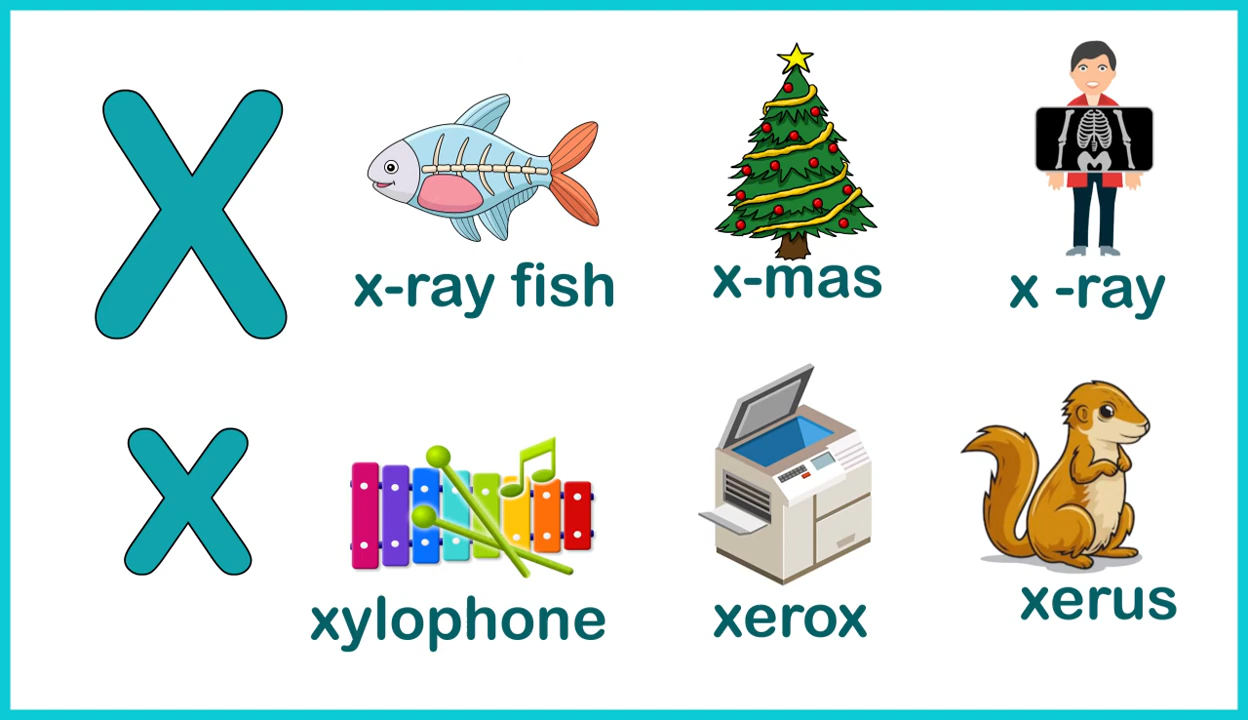 X
x-ray fish
x-mas
x -ray
x
xylophone
xerox
xerus